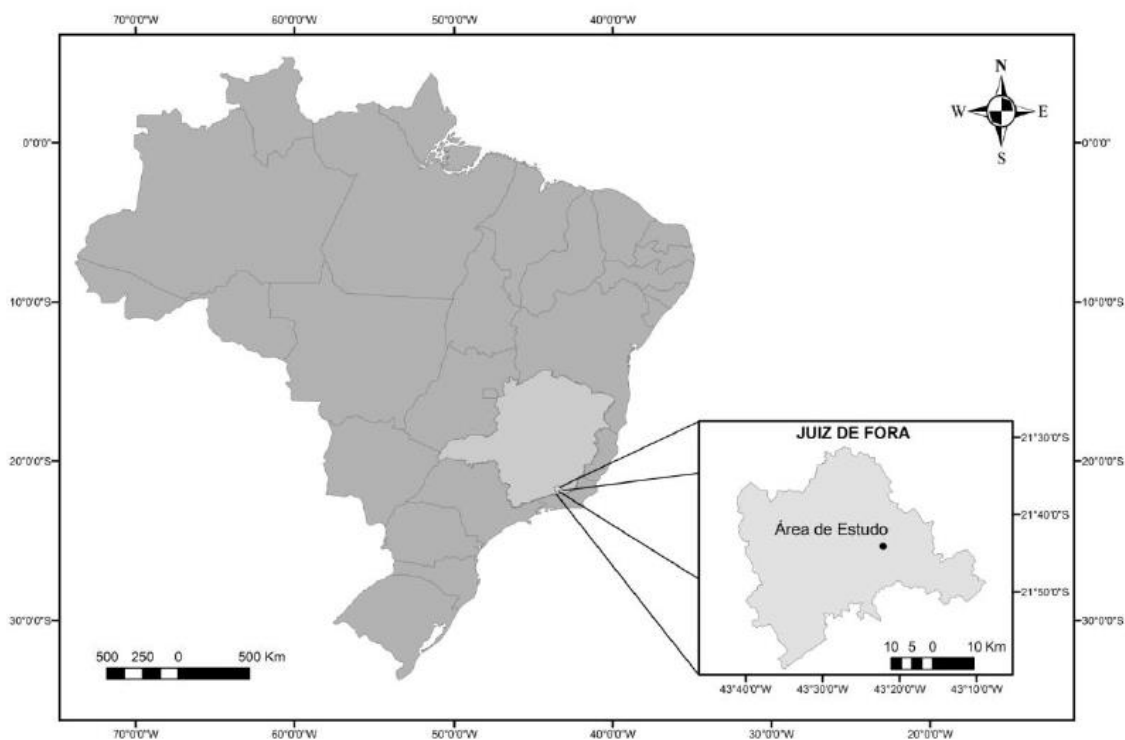 70°0'0"W 60°0'0"W 50°0'0"W 40°0'0"W
N
W E
S
0°0'0" 0°0'0"
10°0'0"S 10°0'0"S
JUIZ DE FORA
21°30'0"S
20°0'0"S 20°0'0"S
21°40'0"S
Área de Estudo
21°50'0"S
30°0'0"S 30°0'0"S
500 250 0 500 Km
10 5 0 10 Km
43°40'0"W 43°30'0"W 43°20'0"W 43°10'0"W
70°0'0"W 60°0'0"W 50°0'0"W 40°0'0"W 30°0'0"W 20°0'0"W